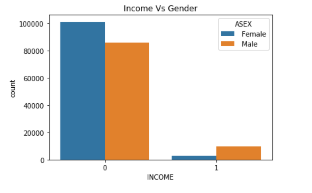 Income Vs Gender
ASEX
Female
Male
100000
80000
60000
40000
20000
0
count
0 1
INCOME